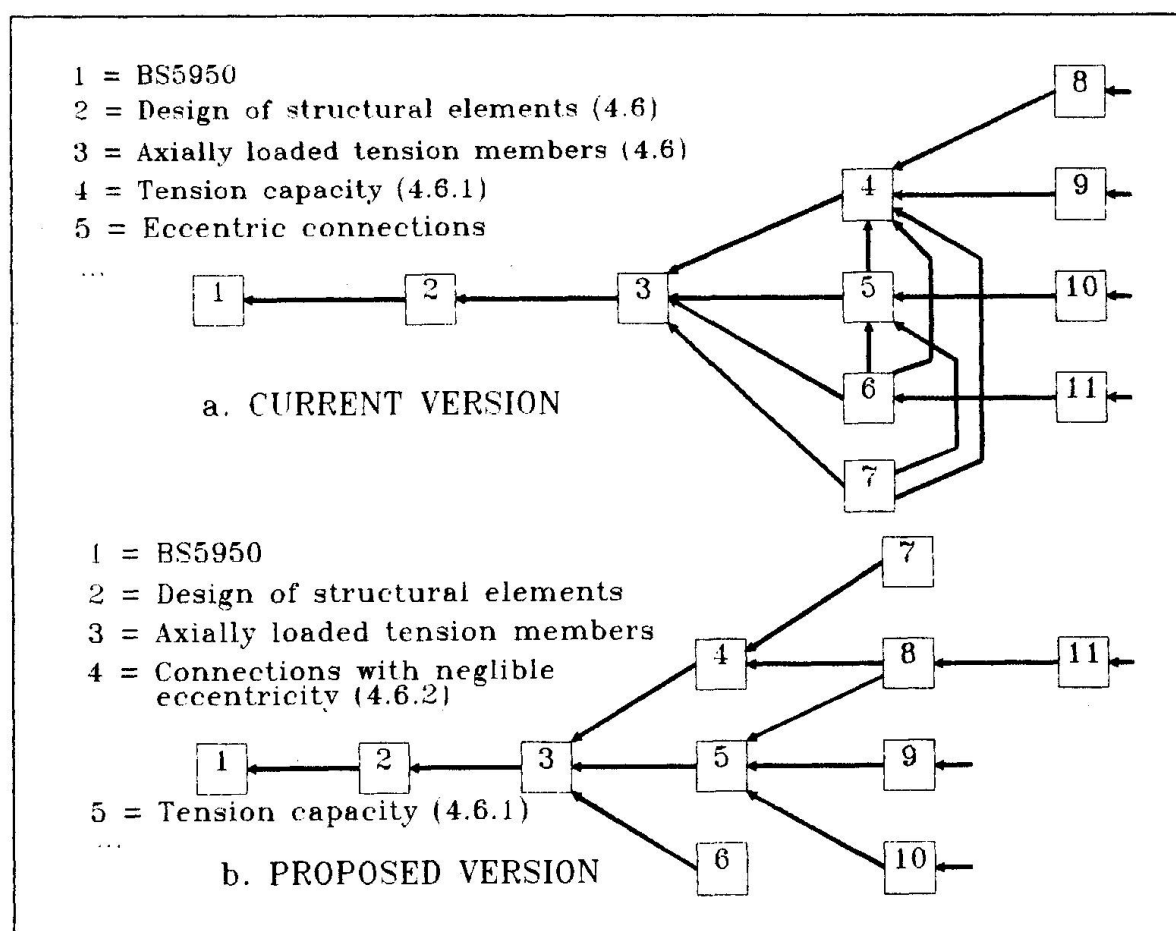 1 = BS5950
2 = Design of structural elements (4.6)
3 = Axially loaded tension members (4.6)
4 = Tension capacity (4.6.1)
5 = Eccentric connections
...
8
4
9
1
2
3
5
10
6
11
a. CURRENT VERSION
7
1 = BS5950
2 = Design of structural elements
3 = Axially loaded tension members
4 = Connections with neglible
eccentricity (4.6.2)
7
4
8
11
1
2
3
5
9
5 = Tension capacity (4.6.1)
...
6
10
b. PROPOSED VERSION